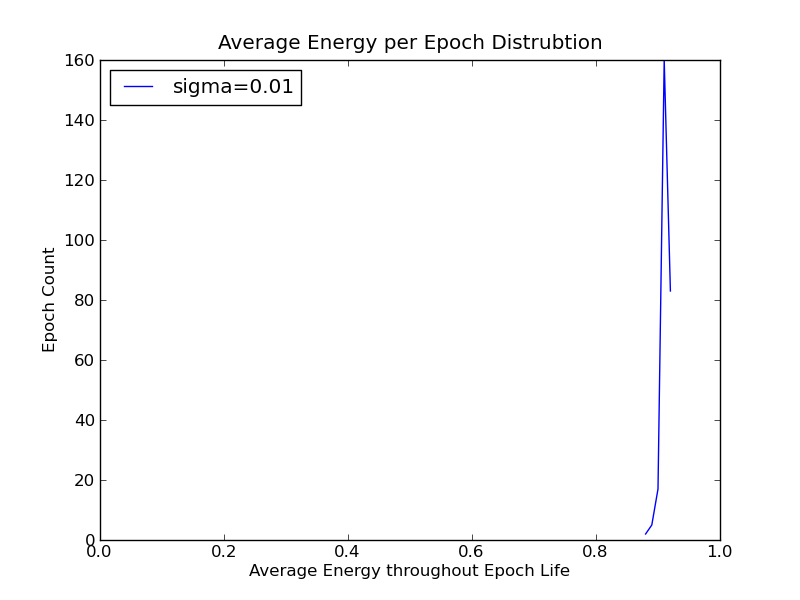 Average Energy per Epoch Distrubtion
sigma=0.01
160
140
120
100
80
60
40
20
0
Epoch Count
0.0 0.2 0.4 0.6 0.8 1.0
Average Energy throughout Epoch Life